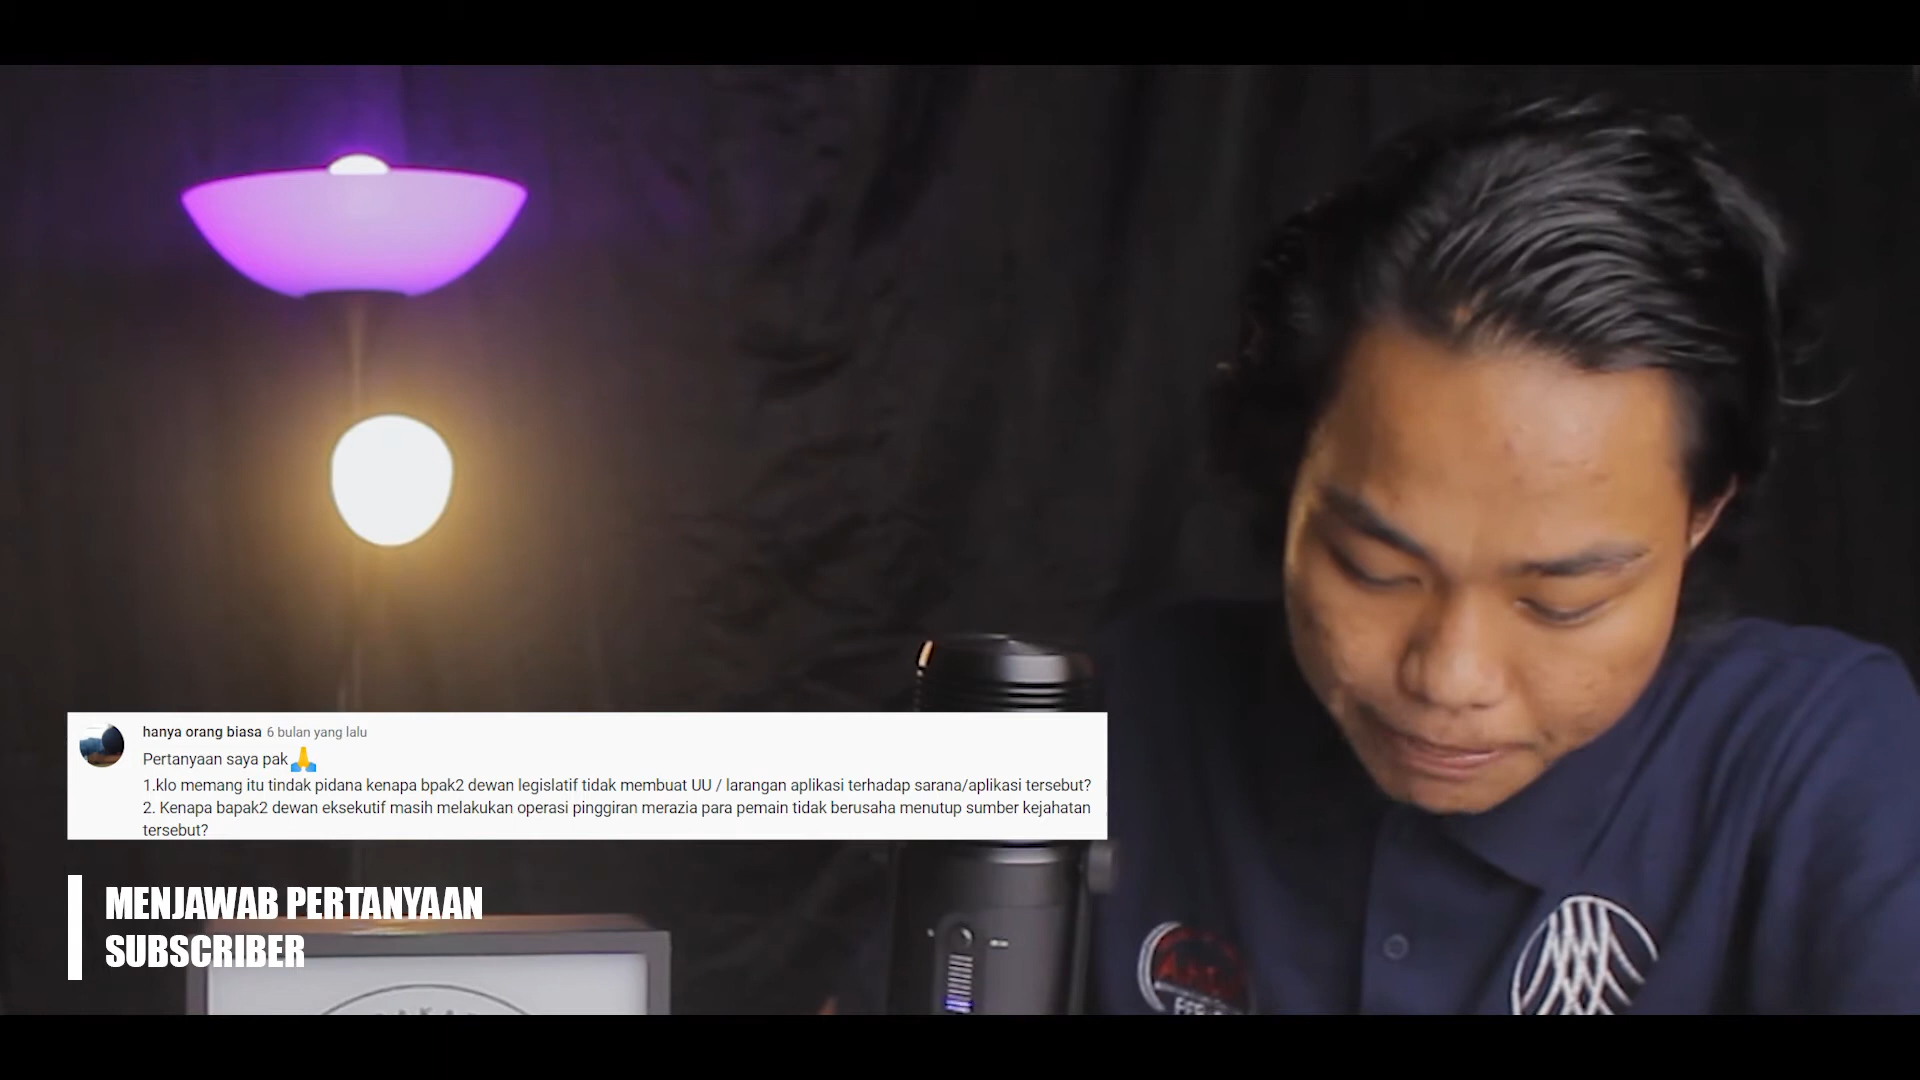 hanya orang biasa 6 bulan yang lalu
Pertanyaan saya pak🙏
1.klo memang itu tindak pidana kenapa bpak2 dewan legislatif tidak membuat UU / larangan aplikasi terhadap sarana/aplikasi tersebut?
2. Kenapa bapak2 dewan eksekutif masih melakukan operasi pinggiran merazia para pemain tidak berusaha menutup sumber kejahatan
tersebut?
MENJAWAB PERTANYAAN
SUBSCRIBER